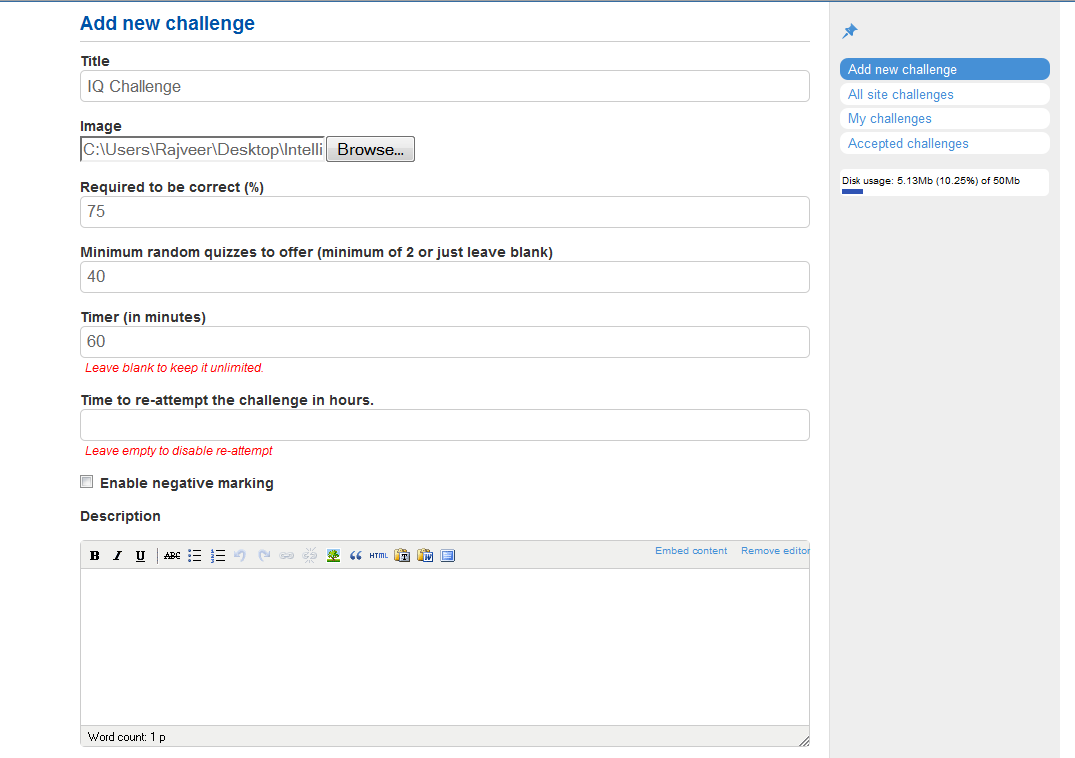 Add new challenge
Title
IQ Challenge
Image
C:\Users\Rajveer\Desktop\Intelli
Browse...
Required to be correct (%)
75
Minimum random quizzes to offer (minimum of 2 or just leave blank)
40
Timer (in minutes)
60
Leave blank to keep it unlimited.
Time to re-attempt the challenge in hours.
Leave empty to disable re-attempt
Enable negative marking
Description
B I U ABC HTML Embed content Remove editor
Word count: 1 p
Add new challenge
All site challenges
My challenges
Accepted challenges
Disk usage: 5.13Mb (10.25%) of 50Mb